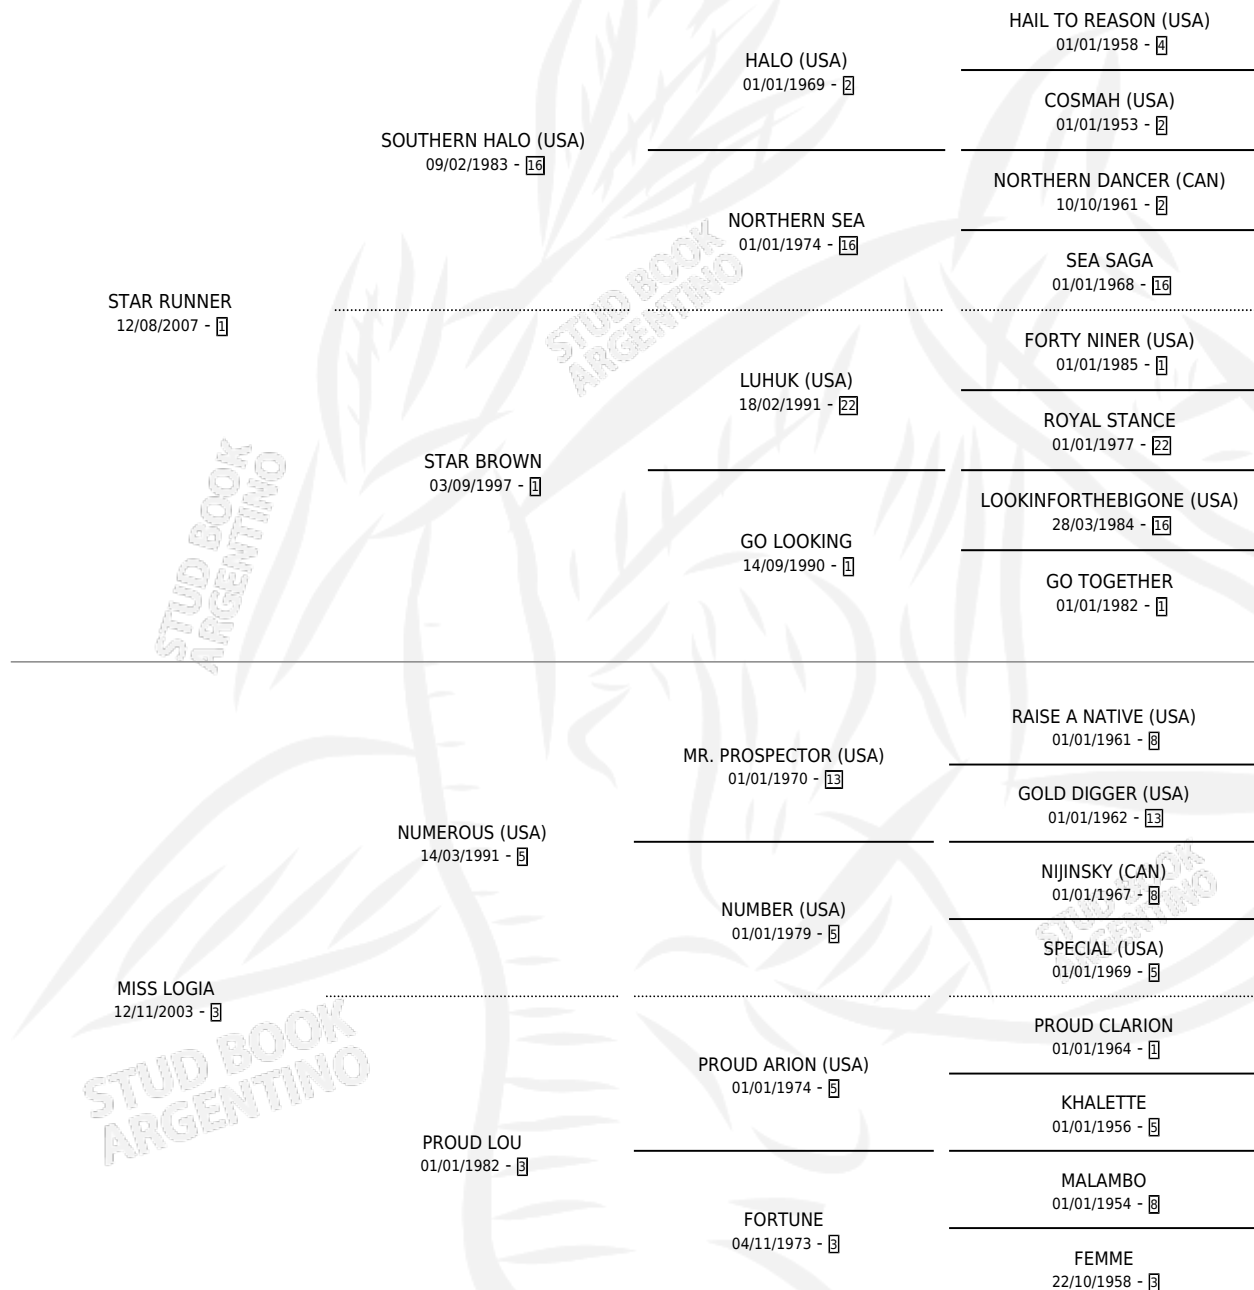 HAIL TO REASON (USA)
01/01/1958 - 4
HALO (USA)
01/01/1969 - 2
COSMAH (USA)
01/01/1953 - 2
SOUTHERN HALO (USA)
09/02/1983 - 16
NORTHERN DANCER (CAN)
10/10/1961 - 2
NORTHERN SEA
01/01/1974 - 16
SEA SAGA
01/01/1968 - 16
STAR RUNNER
12/08/2007 - 1
STUD BOOK
ARGENTINO
FORTY NINER (USA)
01/01/1985 - 1
LUHUK (USA)
18/02/1991 - 22
ROYAL STANCE
01/01/1977 - 22
STAR BROWN
03/09/1997 - 1
LOOKINFORTHEBIGONE (USA)
28/03/1984 - 16
GO LOOKING
14/09/1990 - 1
GO TOGETHER
01/01/1982 - 1
STUD BOOK
ARGENTINO
RAISE A NATIVE (USA)
01/01/1961 - 8
MR. PROSPECTOR (USA)
01/01/1970 - 13
GOLD DIGGER (USA)
01/01/1962 - 13
NUMEROUS (USA)
14/03/1991 - 5
NIJINSKY (CAN)
01/01/1967 - 8
NUMBER (USA)
01/01/1979 - 5
STUD BOOK
ARGENTINO
SPECIAL (USA)
01/01/1969 - 5
MISS LOGIA
12/11/2003 - 3
PROUD CLARION
01/01/1964 - 1
STUD BOOK
ARGENTINO
PROUD ARION (USA)
01/01/1974 - 5
KHALETTE
01/01/1956 - 5
PROUD LOU
01/01/1982 - 3
MALAMBO
01/01/1954 - 8
FORTUNE
04/11/1973 - 3
FEMME
22/10/1958 - 3